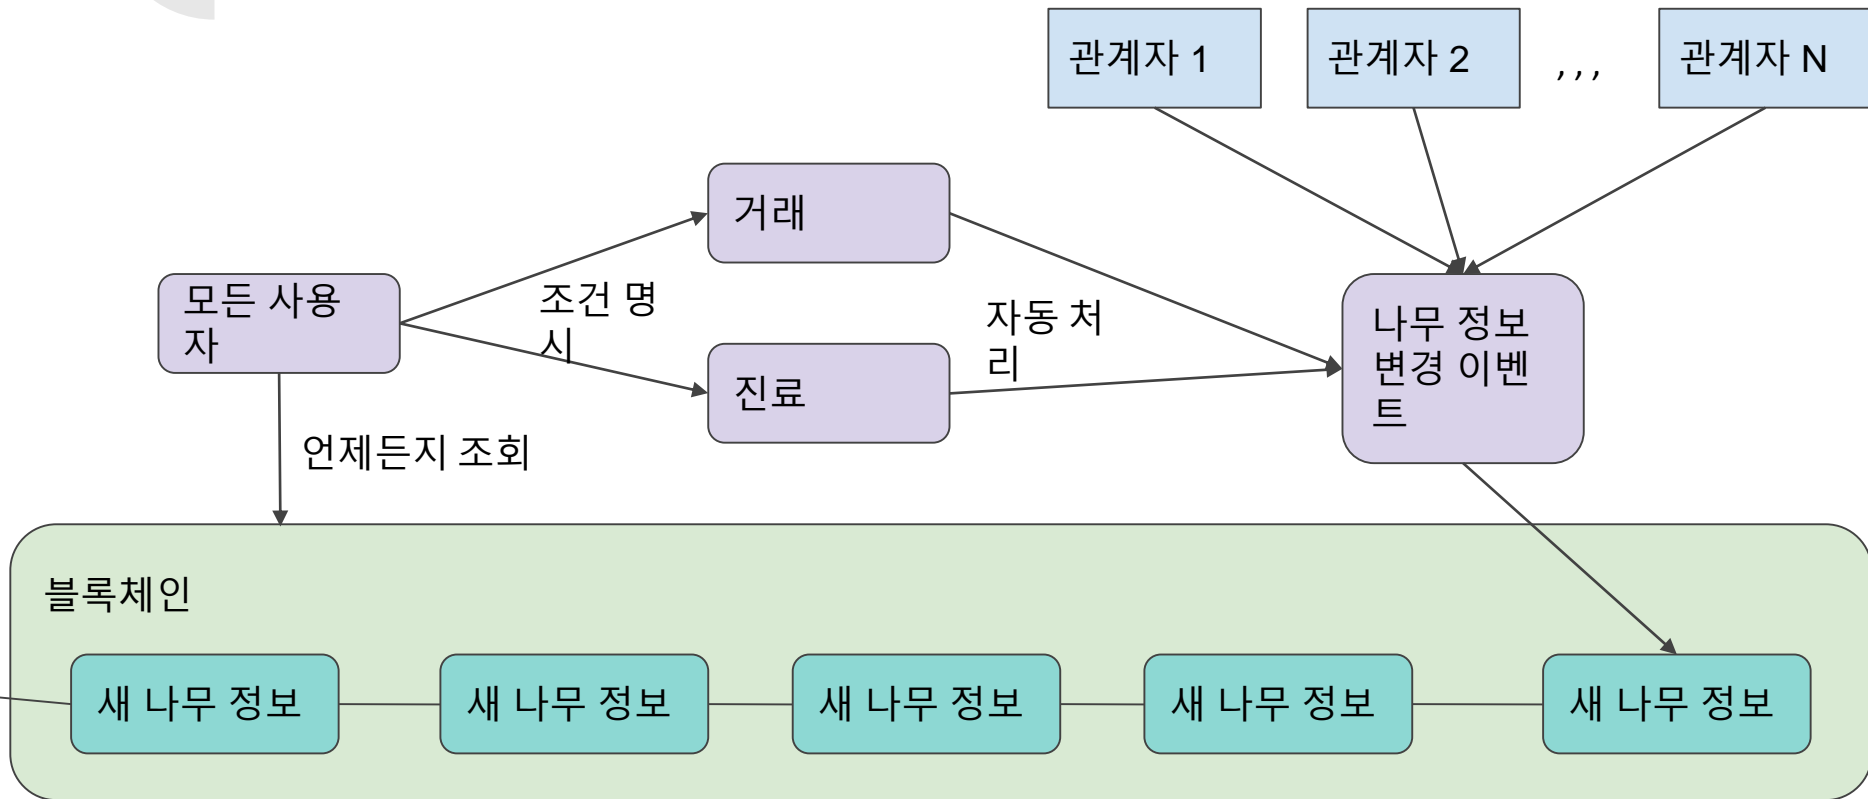 관계자 1
관계자 2
, , ,
관계자 N
거래
모든 사용
자
조건 명
시
자동 처
리
나무 정보
변경 이벤
트
진료
언제든지 조회
블록체인
새 나무 정보
새 나무 정보
새 나무 정보
새 나무 정보
새 나무 정보